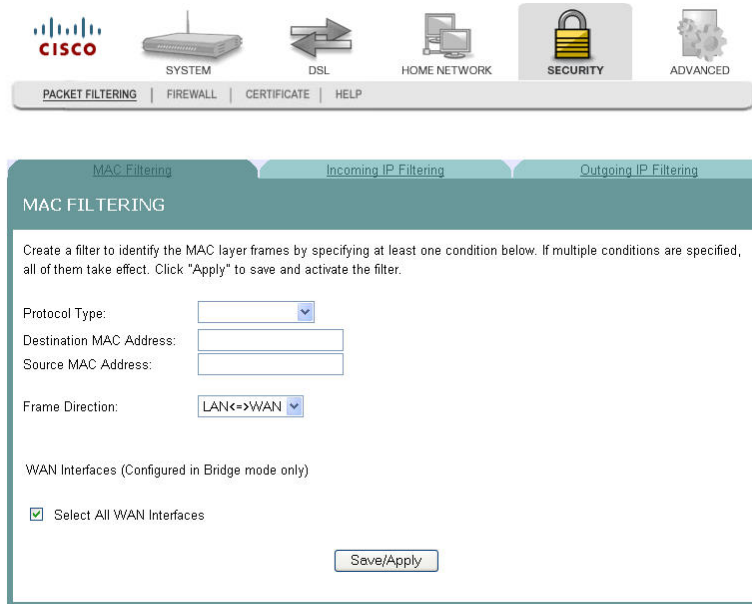 CISCO
SYSTEM
DSL
HOME NETWORK
SECURITY
ADVANCED
PACKET FILTERING | FIREWALL | CERTIFICATE | HELP
MAC Filtering
Incoming IP Filtering
Outgoing IP Filtering
MAC FILTERING
Create a filter to identify the MAC layer frames by specifying at least one condition below. If multiple conditions are specified,
all of them take effect. Click "Apply" to save and activate the filter.
Protocol Type:
Destination MAC Address:
Source MAC Address:
Frame Direction: LAN<=>WAN
WAN Interfaces (Configured in Bridge mode only)
Select All WAN Interfaces
Save/Apply